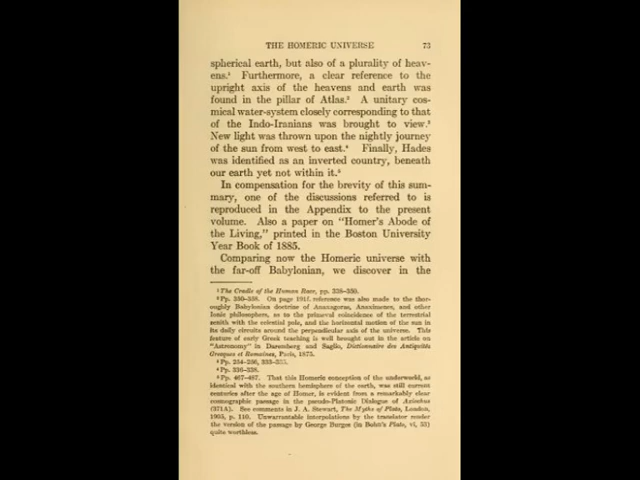 THE HOMERIC UNIVERSE 73
spherical earth, but also of a plurality of heav-
ens.¹ Furthermore, a clear reference to the
upright axis of the heavens and earth was
found in the pillar of Atlas.² A unitary cos-
mical water-system closely corresponding to that
of the Indo-Iranians was brought to view.³
New light was thrown upon the nightly journey
of the sun from west to east.⁴ Finally, Hades
was identified as an inverted country, beneath
our earth yet not within it.⁵
In compensation for the brevity of this sum-
mary, one of the discussions referred to is
reproduced in the Appendix to the present
volume. Also a paper on "Homer's Abode of
the Living," printed in the Boston University
Year Book of 1885.
Comparing now the Homeric universe with
the far-off Babylonian, we discover in the
¹ The Cradle of the Human Race, pp.
² Pp. 350-358. On page reference was also made to the thor-
oughly Babylonian doctrine of Anaxagoras, Anaximenes, and other
Ionic philosophers, as to the primeval coincidence of the terrestrial
zenith with the celestial pole, and the horizontal motion of the sun in
its daily circuits around the perpendicular axis of the universe. This
feature of early Greek teaching is well brought out in the article on
"Astronomy" in Daremberg and Saglio, Dictionnaire des Antiquités
Grecques et Romaines, Paris, 1875.
³ Pp.
⁴ Pp.
⁵ Pp. 467-487. That this Homeric conception of the underworld, as
identical with the southern hemisphere of the earth, was still current
centuries after the age of Homer, is evident from a remarkably clear
cosmographic passage in the pseudo-Platonic Dialogue of Axiochus
(371A). See comments in J. A. Stewart, The Myths of Plato, London,
1905, p. 110. Unwarrantable interpolations by the translator render
the version of the passage by George Burges (in Bohn's Plato, vi, 53)
quite worthless.